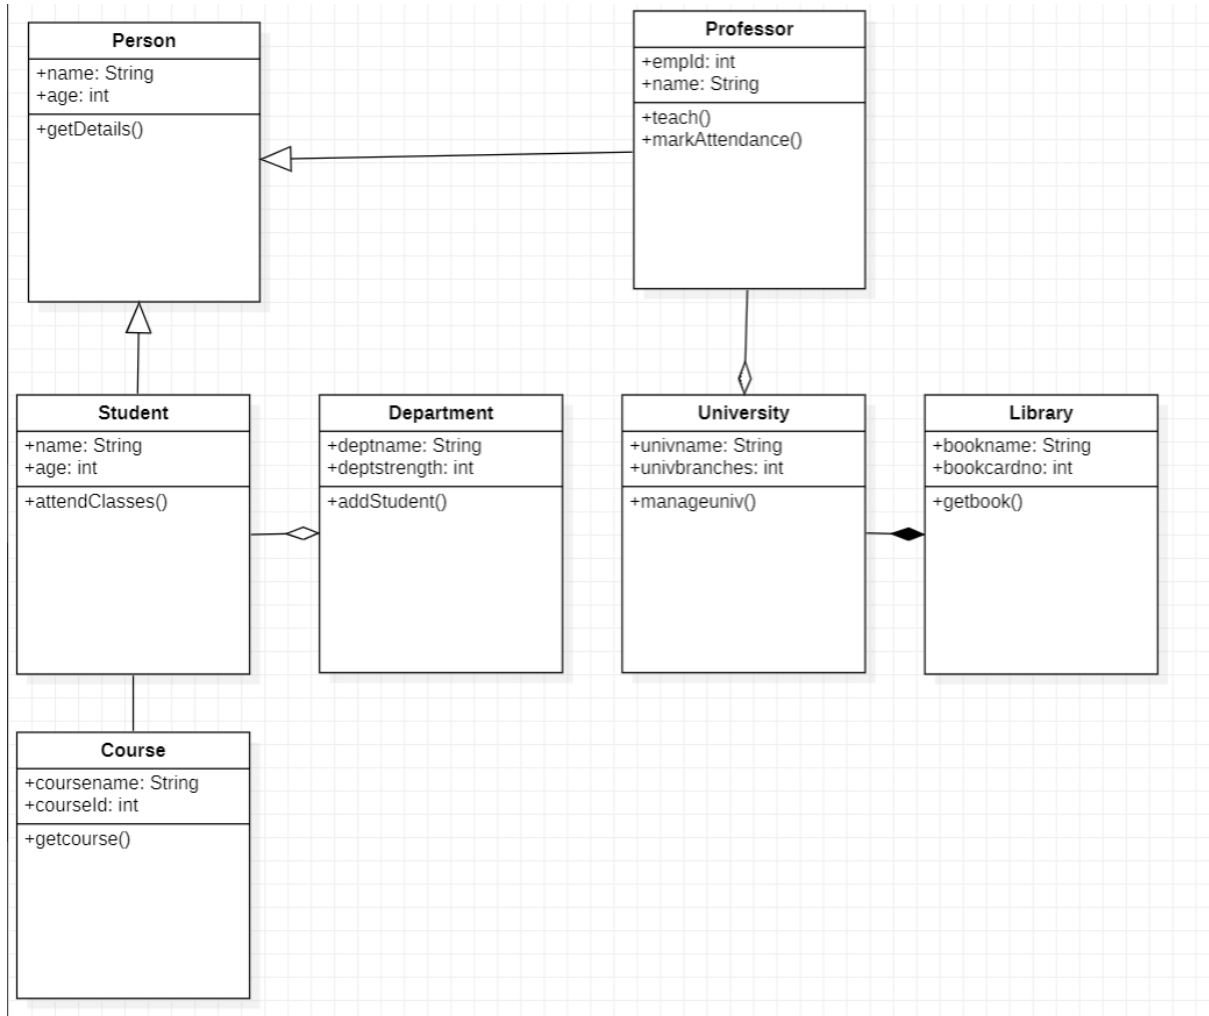 Person
+name: String
+age: int
+getDetails()
Professor
+empId: int
+name: String
+teach()
+markAttendance()
Student
+name: String
+age: int
+attendClasses()
Department
+deptname: String
+deptstrength: int
+addStudent()
University
+univname: String
+univbranches: int
+manageuniv()
Library
+bookname: String
+bookcardno: int
+getbook()
Course
+coursename: String
+courseId: int
+getcourse()